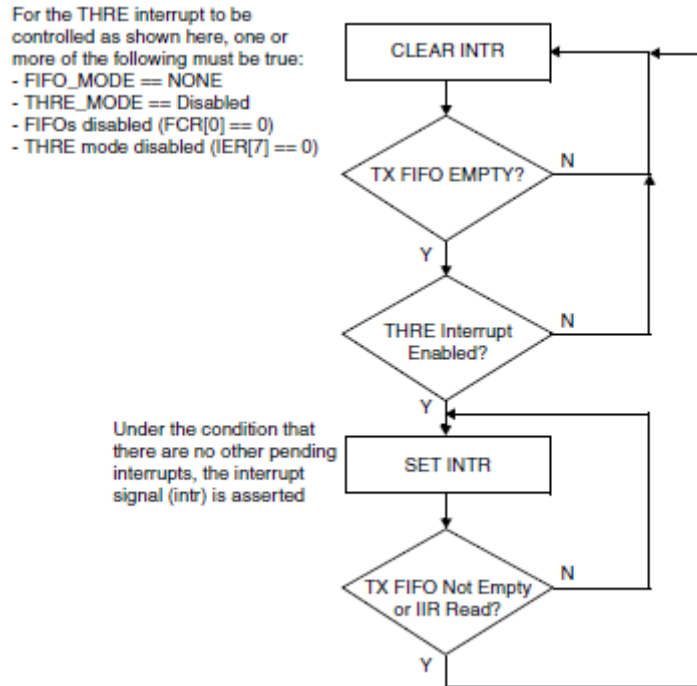 For the THRE interrupt to be
controlled as shown here, one or
more of the following must be true:
- FIFO_MODE == NONE
- THRE_MODE == Disabled
- FIFOs disabled (FCR[0] == 0)
- THRE mode disabled (IER[7] == 0)
CLEAR INTR
TX FIFO EMPTY?
N
Y
THRE Interrupt
Enabled?
N
Y
Under the condition that
there are no other pending
interrupts, the interrupt
signal (intr) is asserted
SET INTR
TX FIFO Not Empty
or IIR Read?
N
Y